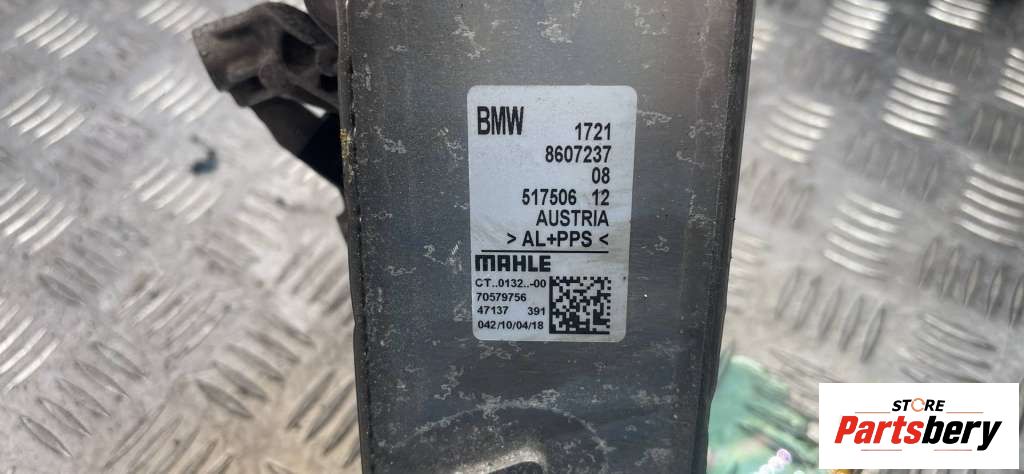 BMW 1721
8607237
08
517506 12
AUSTRIA
> AL+PPS <
MAHLE
CT..0132..-00
70579756
47137 391
042/10/04/18
STORE
Partsbery